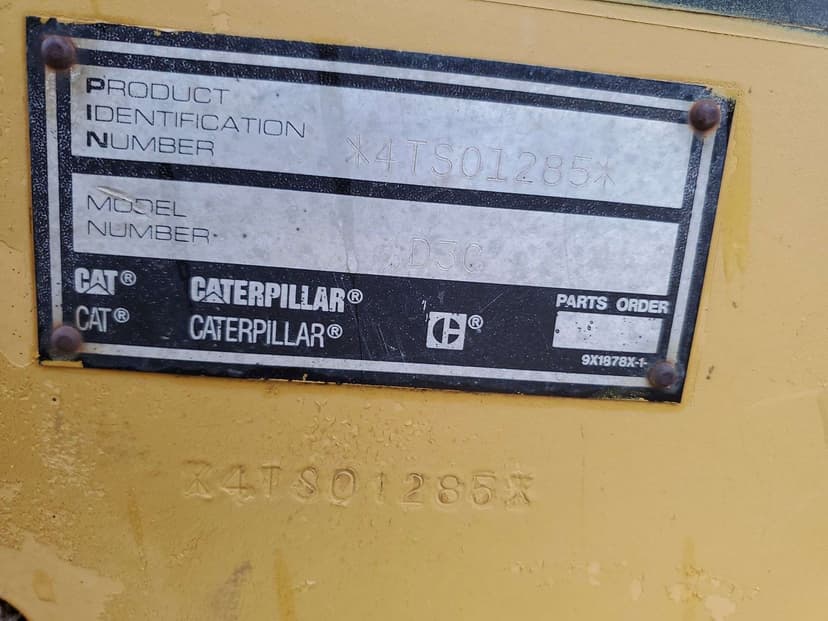 PRODUCT
IDENTIFICATION
NUMBER
*4TS01285*
MODEL
NUMBER
D3C
CAT® CATERPILLAR®
CAT® CATERPILLAR® C®
PARTS ORDER
9X1878X-1-
*4TS01285*